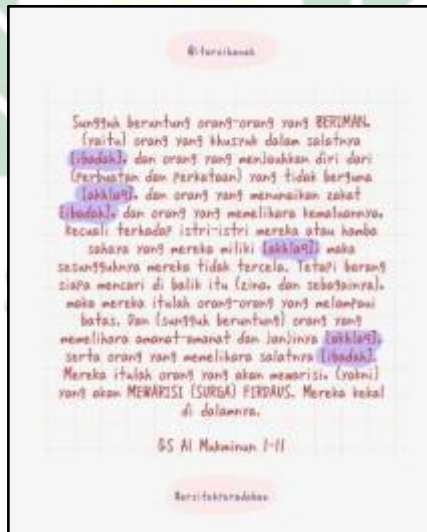 Sungguh beruntung orang-orang yang BERIMAN.
(yaitu) orang yang khusyuk dalam salatnya
[ibadah], dan orang yang menjauhkan diri dari
(perbuatan dan perkataan) yang tidak berguna
[akhlaq], dan orang yang menunaikan zakat
[ibadah], dan orang yang memelihara kemaluannya,
kecuali terhadap istri-istri mereka atau hamba
sahaya yang mereka miliki [akhlaq] maka
sesungguhnya mereka tidak tercela. Tetapi barang
siapa mencari di balik itu (zina, dan sebagainya),
maka mereka itulah orang-orang yang melampaui
batas. Dan (sungguh beruntung) orang yang
memelihara amanat-amanat dan janjinya [akhlaq],
serta orang yang memelihara salatnya [ibadah].
Mereka itulah orang yang akan mewarisi, (yakni)
yang akan MEWARISI (SURGA) FIRDAUS. Mereka kekal
di dalamnya.
QS Al Mukminun 1-11